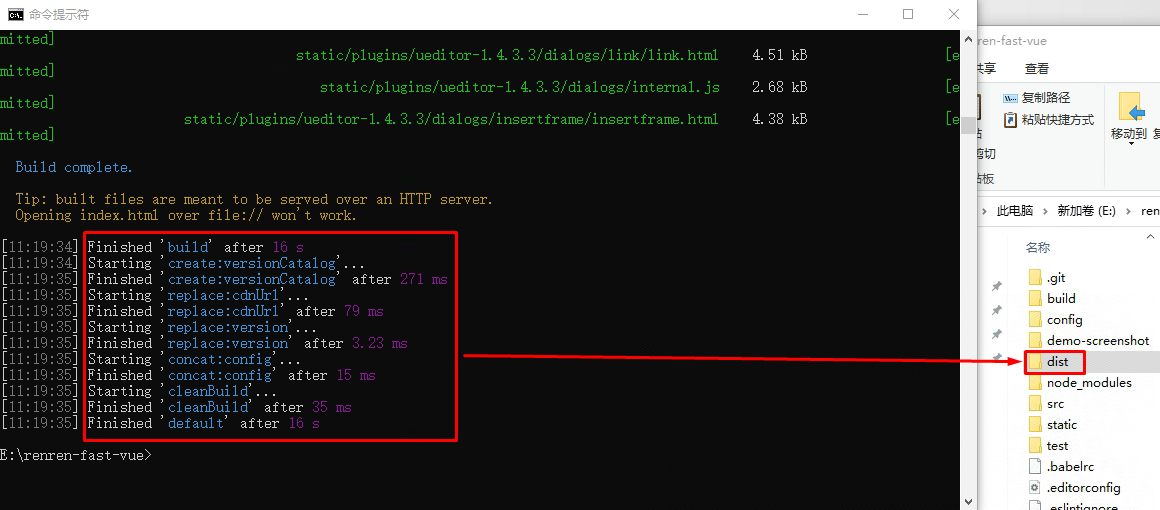 命令提示符
mitted]
static/plugins/ueditor-1.4.3.3/dialogs/link/link.html 4.51 kB [e
mitted]
static/plugins/ueditor-1.4.3.3/dialogs/internal.js 2.68 kB [e
mitted]
static/plugins/ueditor-1.4.3.3/dialogs/insertframe/insertframe.html 4.38 kB [e
mitted]
Build complete.
Tip: built files are meant to be served over an HTTP server.
Opening index.html over file:// won't work.
[11:19:34] Finished 'build' after 16 s
[11:19:34] Starting 'create:versionCatalog'...
[11:19:35] Finished 'create:versionCatalog' after 271 ms
[11:19:35] Starting 'replace:cdnUrl'...
[11:19:35] Finished 'replace:cdnUrl' after 79 ms
[11:19:35] Starting 'replace:version'...
[11:19:35] Finished 'replace:version' after 3.23 ms
[11:19:35] Starting 'concat:config'...
[11:19:35] Finished 'concat:config' after 15 ms
[11:19:35] Starting 'cleanBuild'...
[11:19:35] Finished 'cleanBuild' after 35 ms
[11:19:35] Finished 'default' after 16 s
E:\renren-fast-vue>
ren-fast-vue
共享 查看
复制路径
粘贴快捷方式
剪切
移动到
贴板
此电脑 > 新加卷 (E:) > ren
名称
.git
build
config
demo-screenshot
dist
node_modules
src
static
test
.babelrc
.editorconfig
.eslintignore